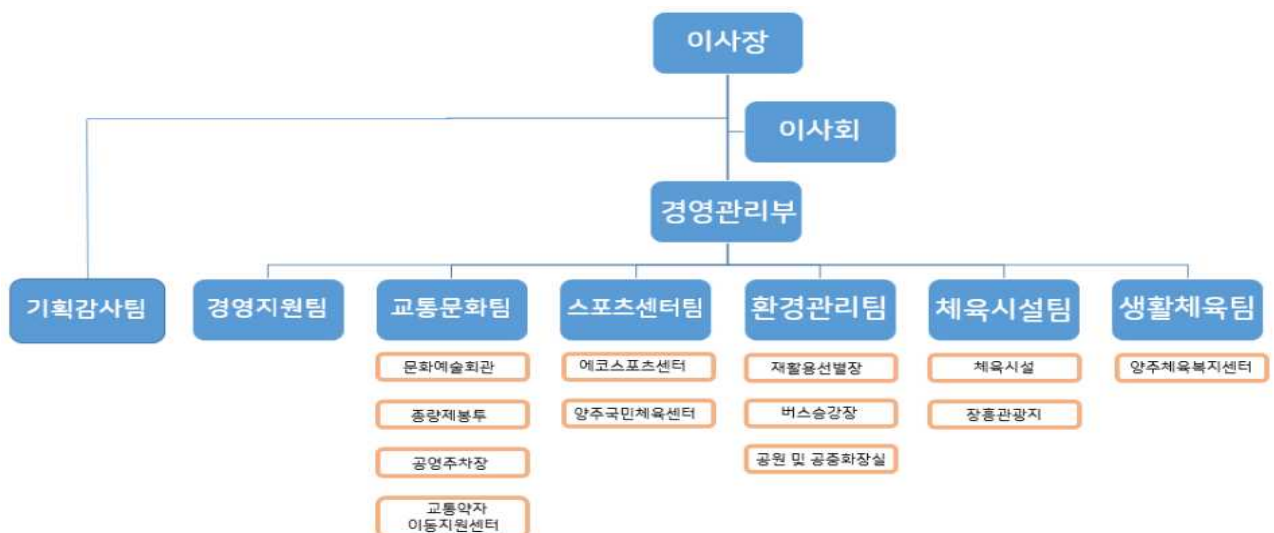 이사장
이사회
경영관리부
기획감사팀
경영지원팀
교통문화팀
스포츠센터팀
환경관리팀
체육시설팀
생활체육팀
문화예술회관
에코스포츠센터
재활용선별장
체육시설
양주체육복지센터
종량제봉투
양주국민체육센터
버스승강장
장흥관광지
공영주차장
공원 및 공중화장실
교통약자
이동지원센터